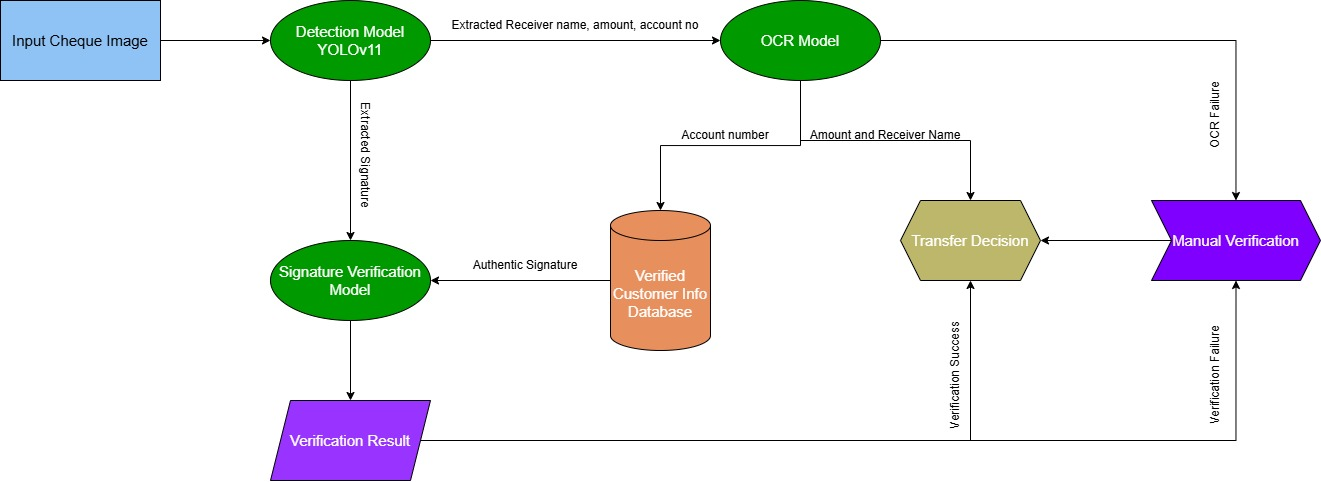 Input Cheque Image
Detection Model
YOLOv11
Extracted Receiver name, amount, account no
OCR Model
Extracted Signature
OCR Failure
Account number
Amount and Receiver Name
Transfer Decision
Manual Verification
Signature Verification
Model
Authentic Signature
Verified
Customer Info
Database
Verification Success
Verification Failure
Verification Result